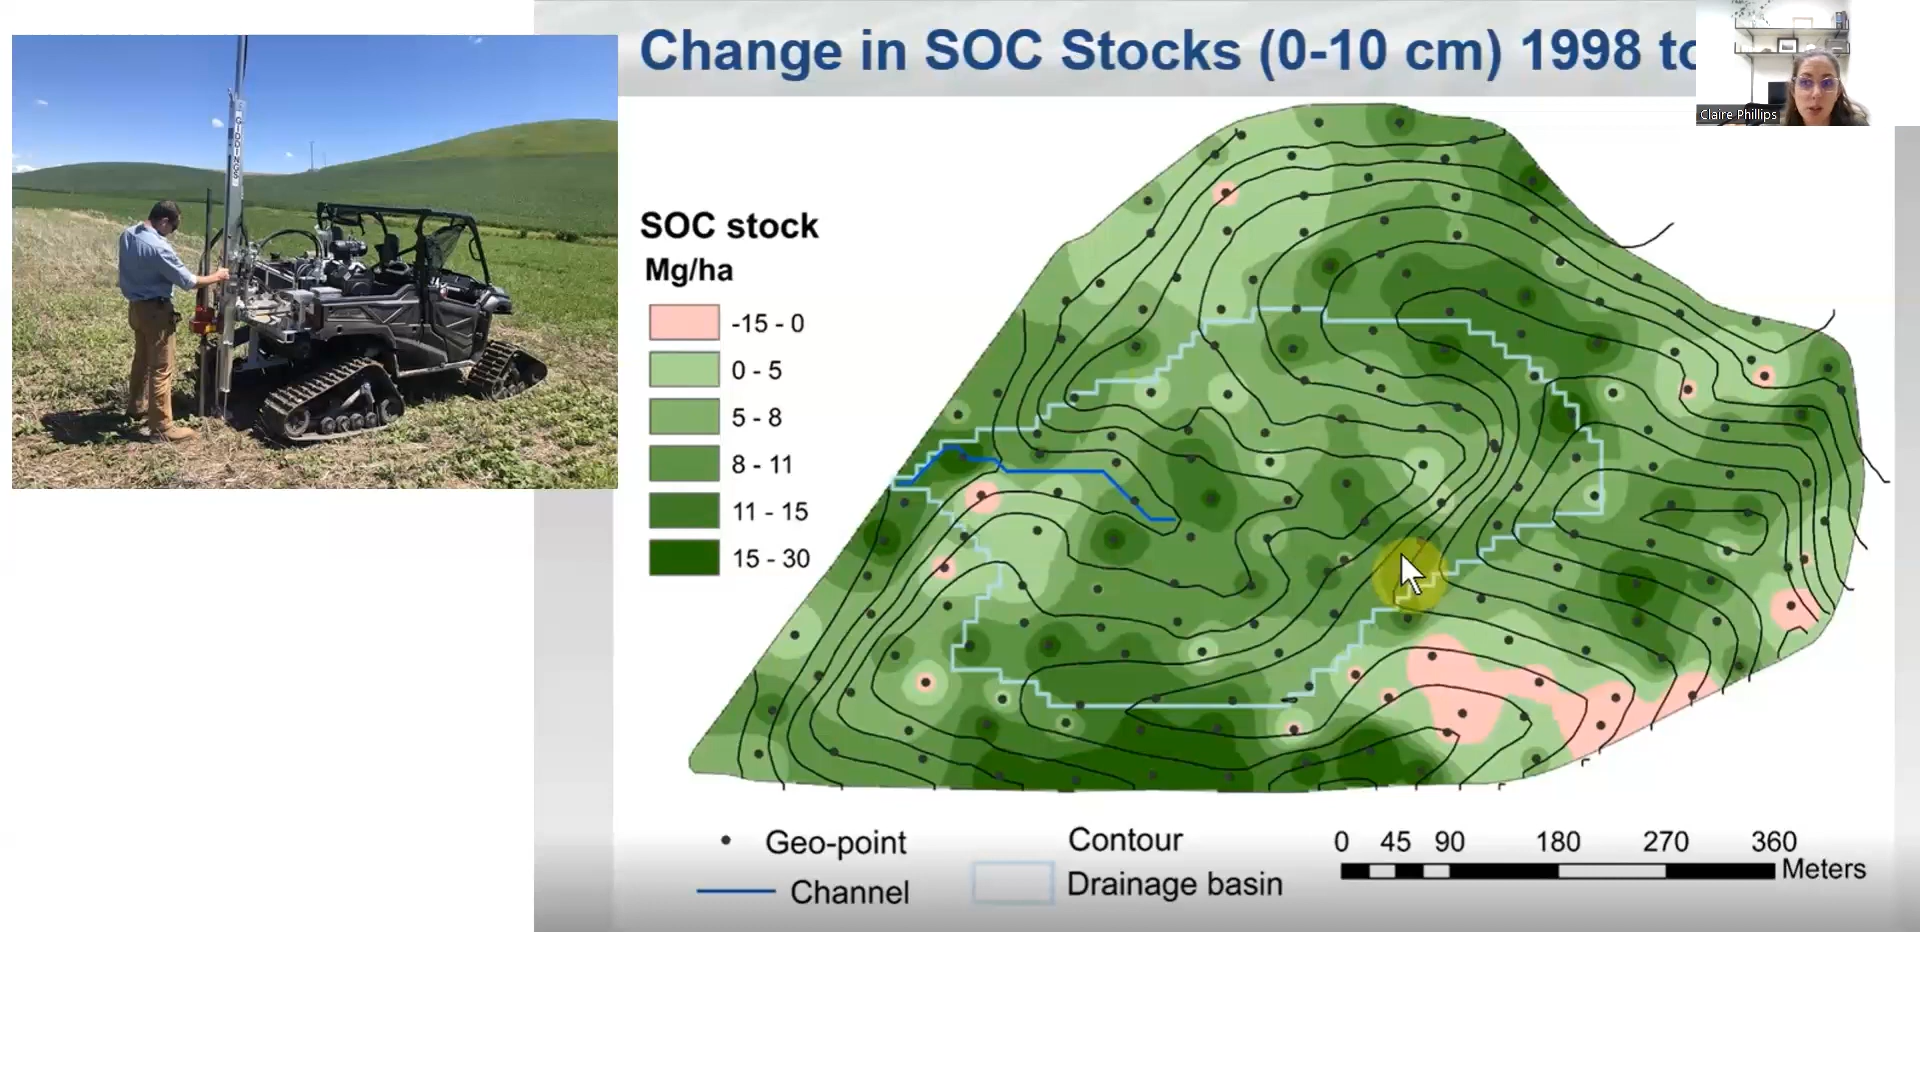 Change in SOC Stocks (0-10 cm) 1998 to
Claire Phillips
GIDDINGS
SOC stock
Mg/ha
-15 - 0
0 - 5
5 - 8
8 - 11
11 - 15
15 - 30
Geo-point
Contour
Channel
Drainage basin
0 45 90 180 270 360
Meters